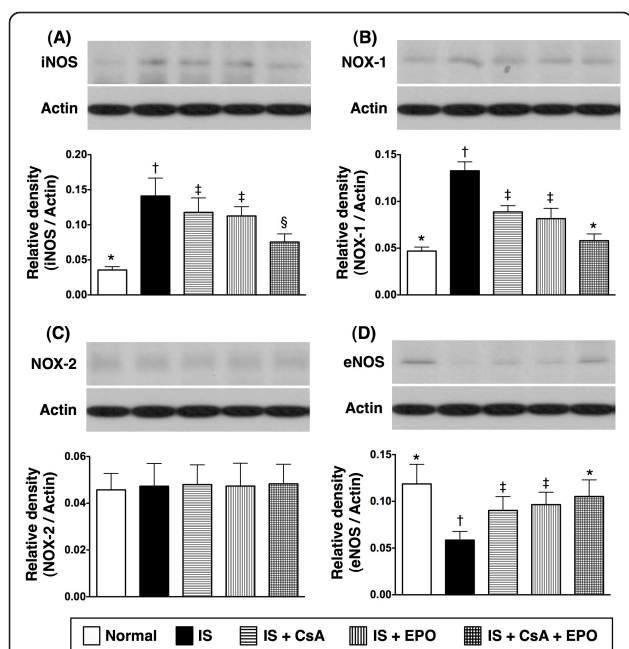 (A)
iNOS
Actin
Relative density
(iNOS / Actin)
0.20
0.15
0.10
0.05
0.00
*
†
‡
‡
§
(B)
NOX-1
Actin
Relative density
(NOX-1 / Actin)
0.15
0.10
0.05
0.00
*
†
‡
‡
*
(C)
NOX-2
Actin
Relative density
(NOX-2 / Actin)
0.06
0.04
0.02
0.00
(D)
eNOS
Actin
Relative density
(eNOS / Actin)
0.15
0.10
0.05
0.00
*
†
‡
‡
*
Normal IS IS + CsA IS + EPO IS + CsA + EPO